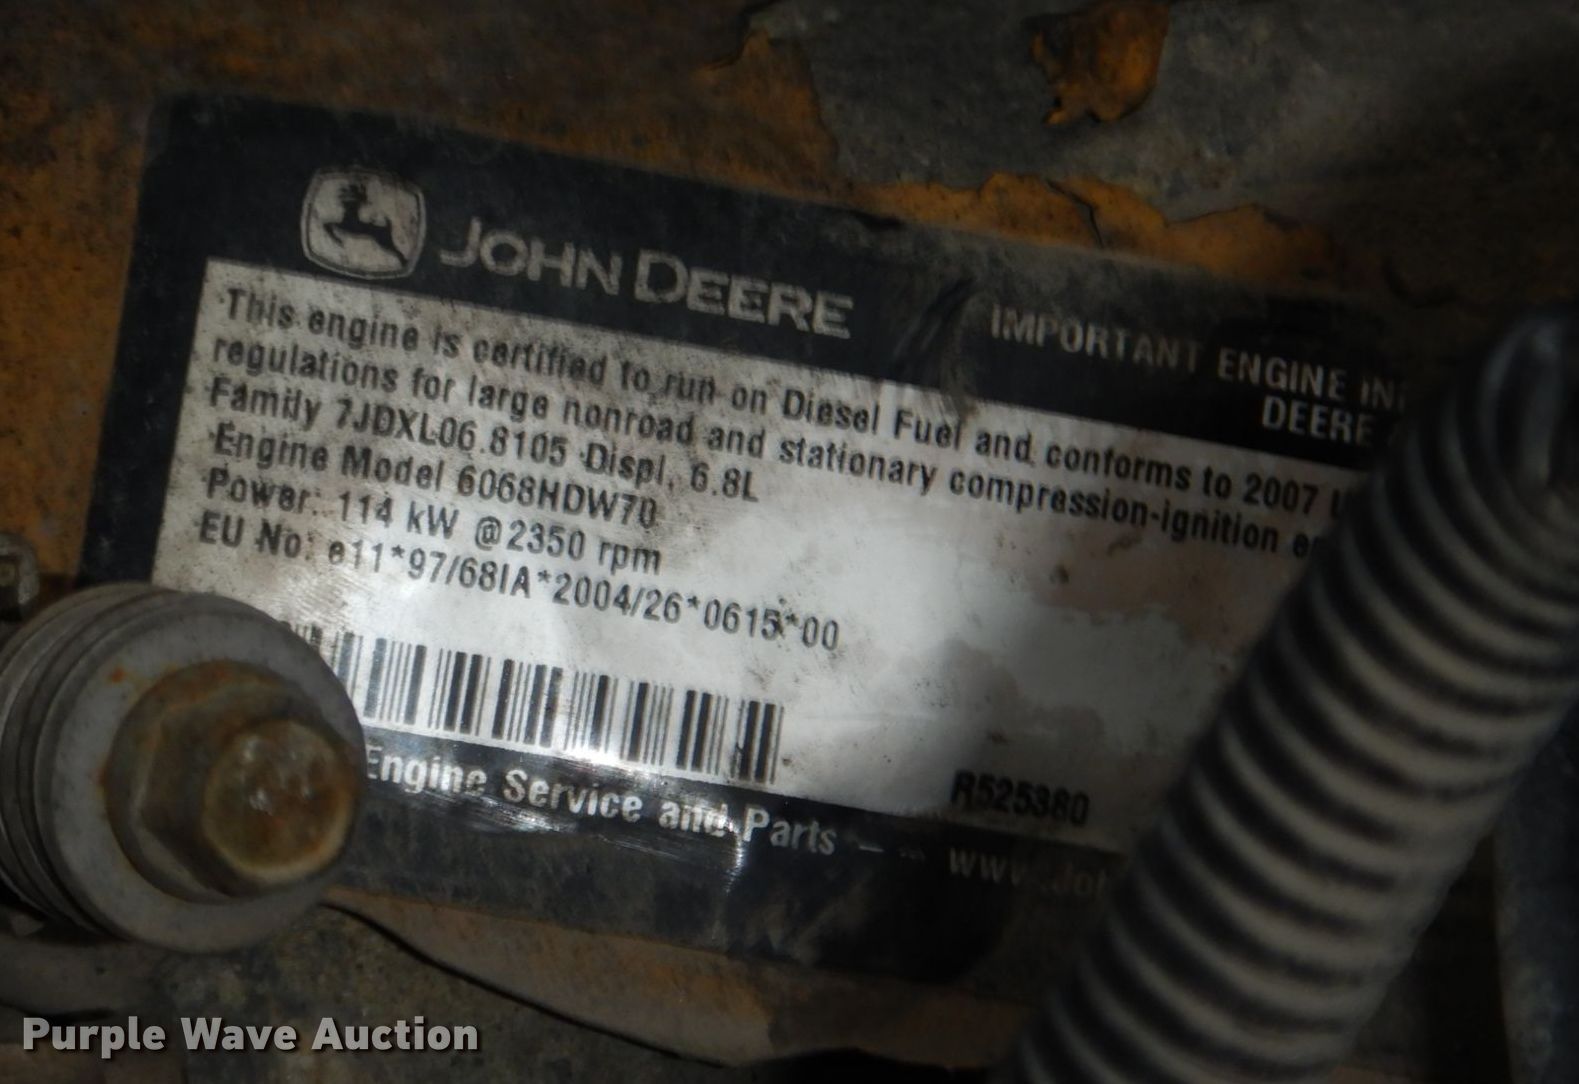 JOHN DEERE
IMPORTANT ENGINE
DEERE
This engine is certified to run on Diesel Fuel and conforms to 2007
regulations for large nonroad and stationary compression-ignition
Family 7JDXL06.8105 Displ. 6.8L
Engine Model 6068HDW70
Power: 114 kW @2350 rpm
EU No: e11*97/68IA*2004/26*0615*00
R525380
Engine Service and Parts - -
Purple Wave Auction